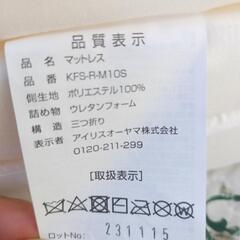 品質表示
品名 マットレス
品番 KFS-R-M10S
側生地 ポリエステル100%
詰め物 ウレタンフォーム
構造 三つ折り
表示者 アイリスオーヤマ株式会社
0120-211-299
[取扱表示]
ロットNo: 231115